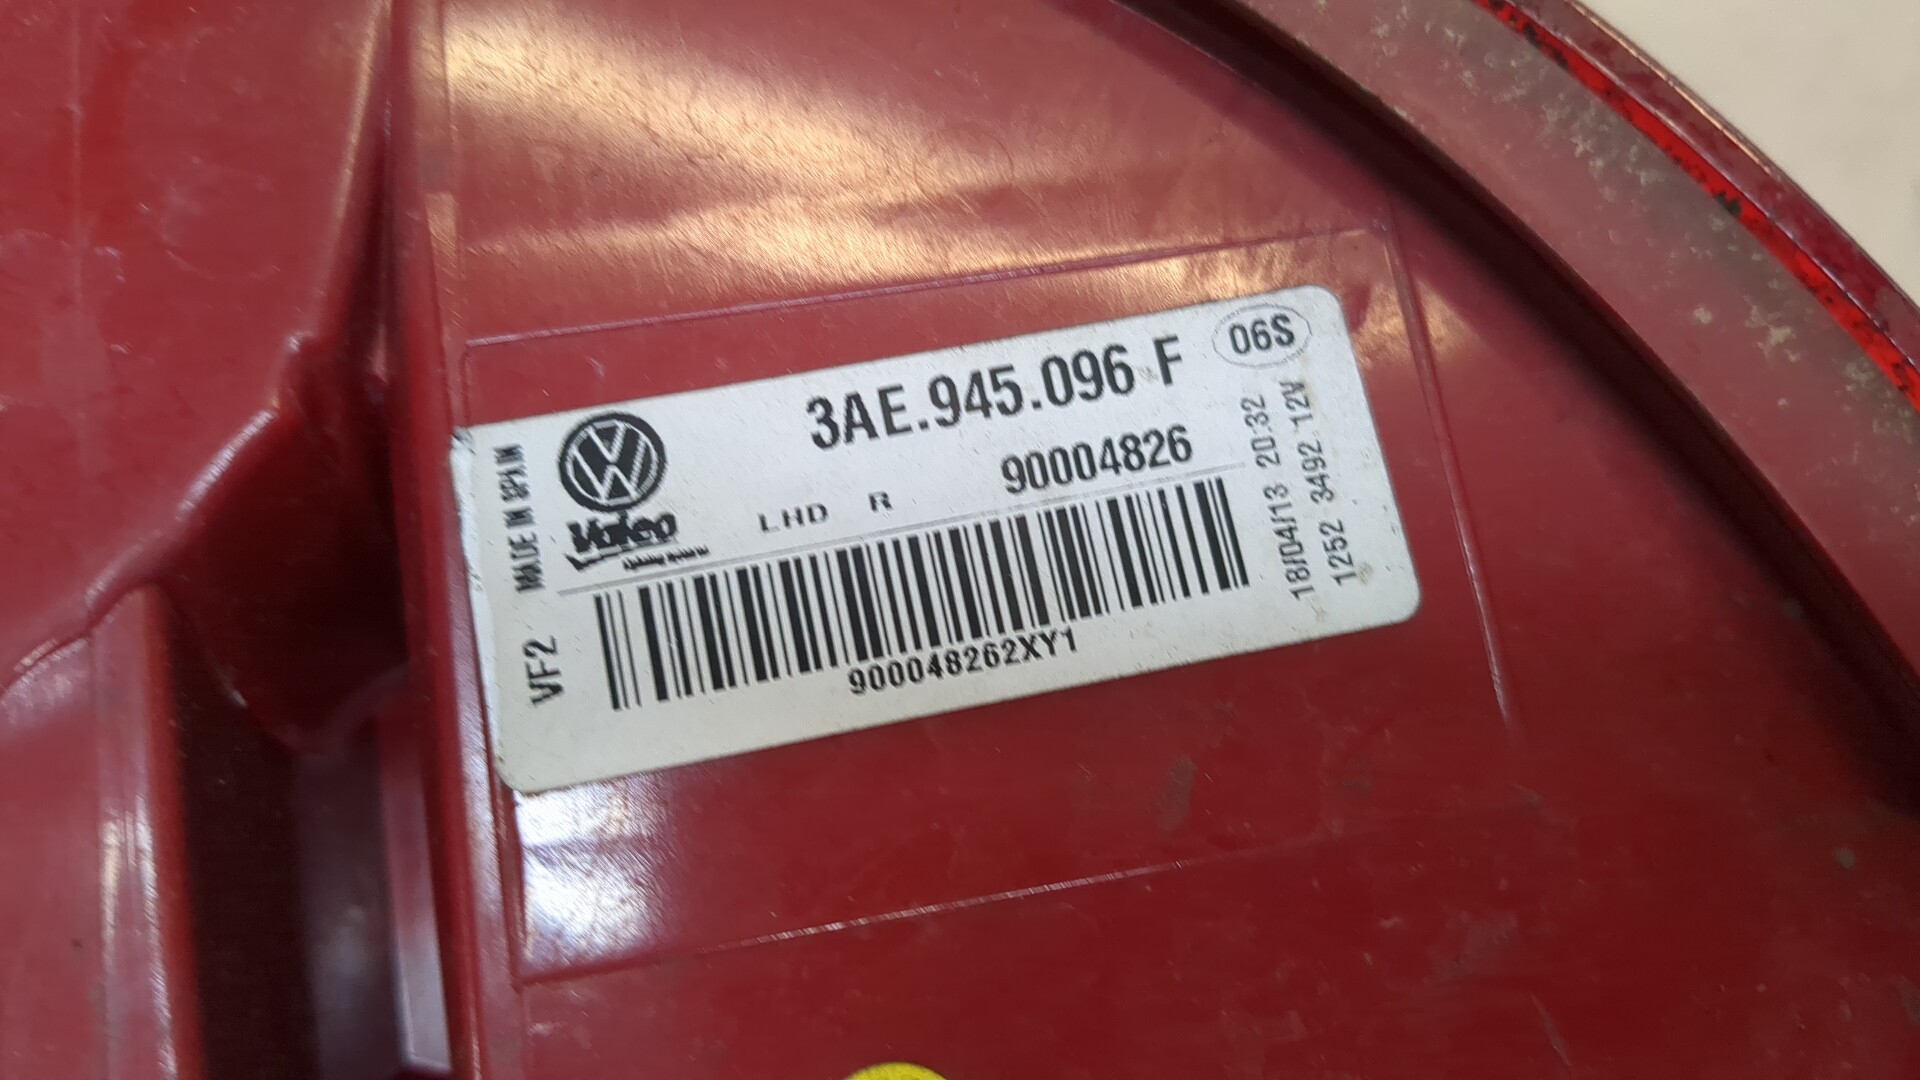 3AE.945.096 F
06S
90004826
LHD R
Valeo
MADE IN SPAIN
VF2
900048262XY1
18/04/13 20:32
1252 3492 12V